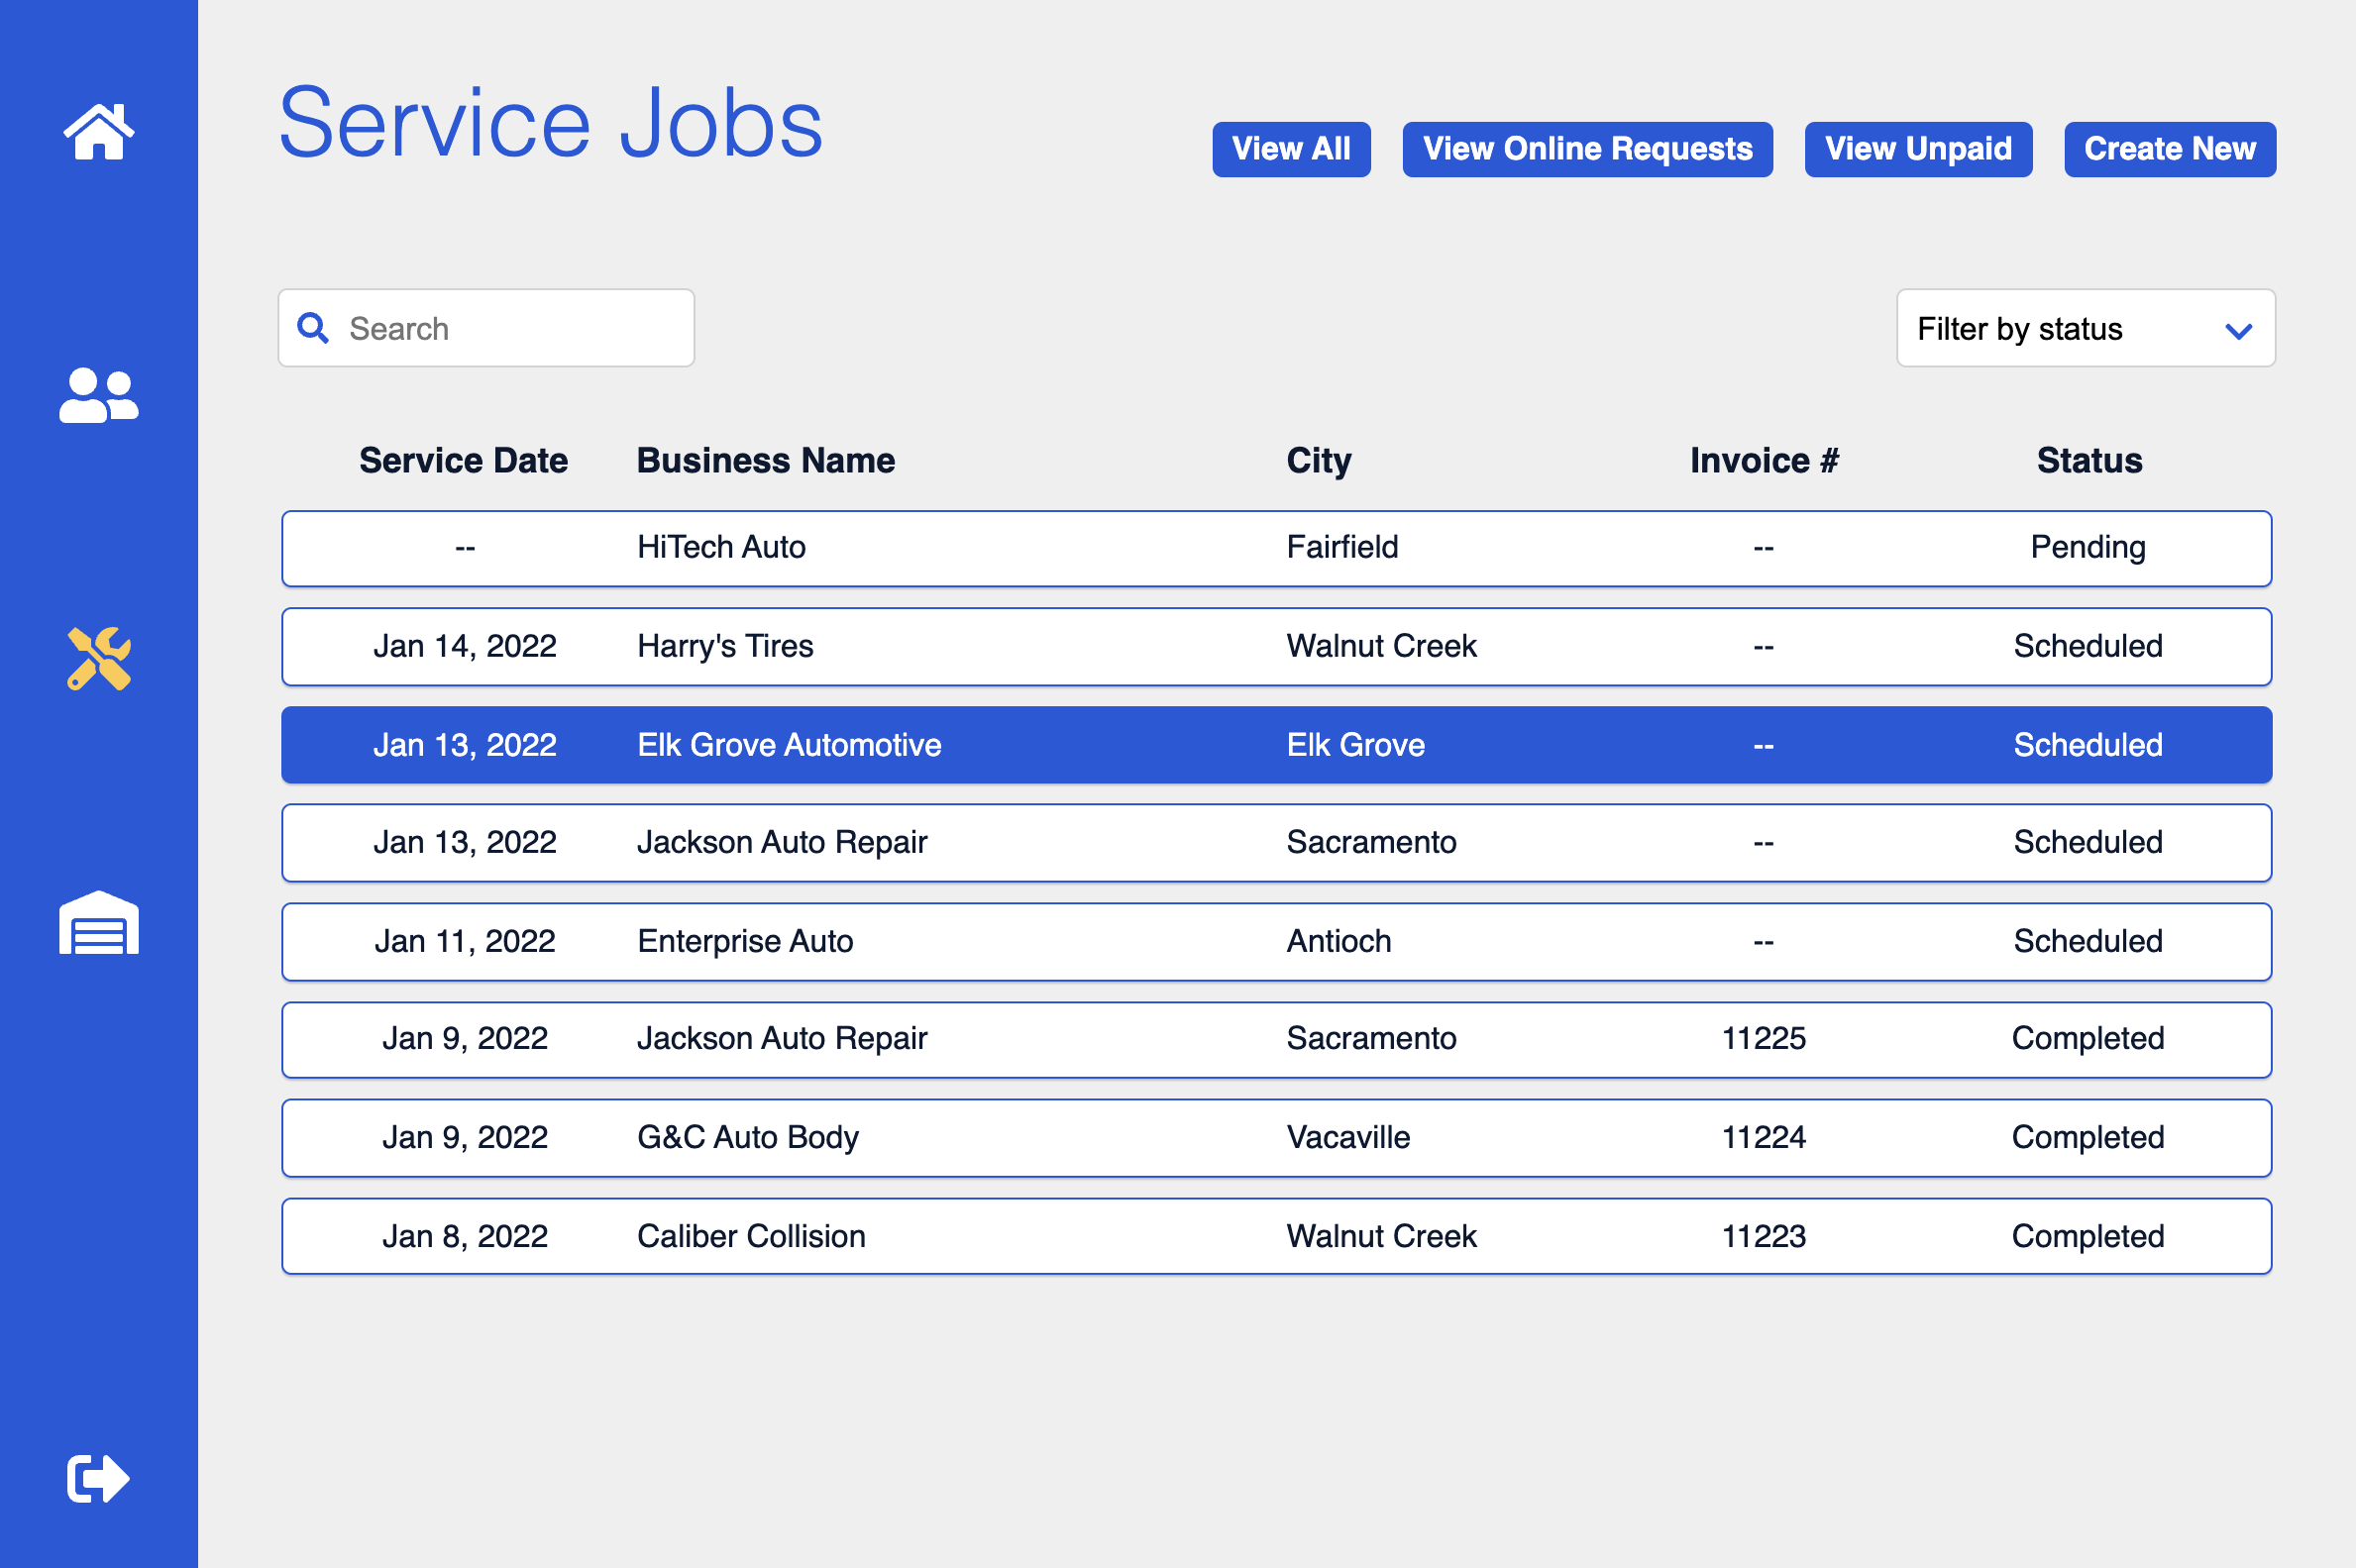 Service Jobs
View All View Online Requests View Unpaid Create New
Search Filter by status
Service Date Business Name City Invoice # Status
-- HiTech Auto Fairfield -- Pending
Jan 14, 2022 Harry's Tires Walnut Creek -- Scheduled
Jan 13, 2022 Elk Grove Automotive Elk Grove -- Scheduled
Jan 13, 2022 Jackson Auto Repair Sacramento -- Scheduled
Jan 11, 2022 Enterprise Auto Antioch -- Scheduled
Jan 9, 2022 Jackson Auto Repair Sacramento 11225 Completed
Jan 9, 2022 G&C Auto Body Vacaville 11224 Completed
Jan 8, 2022 Caliber Collision Walnut Creek 11223 Completed